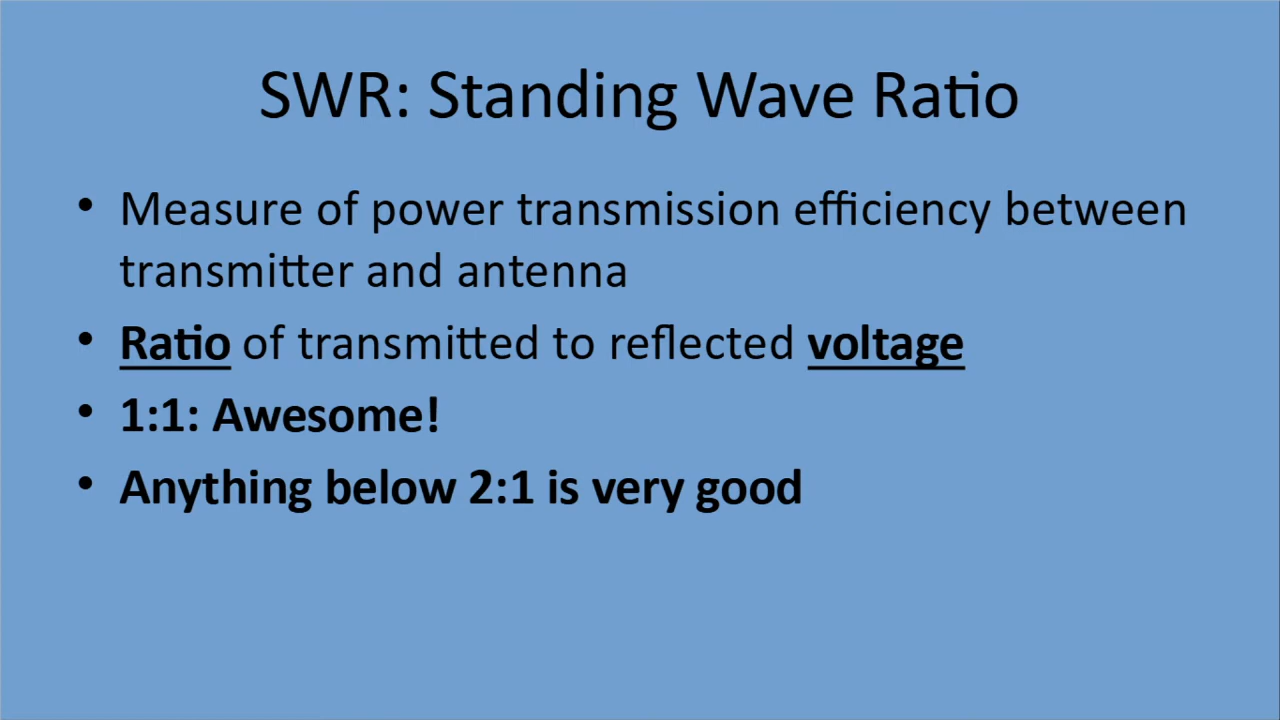 SWR: Standing Wave Ratio
• Measure of power transmission efficiency between
transmitter and antenna
• Ratio of transmitted to reflected voltage
• 1:1: Awesome!
• Anything below 2:1 is very good